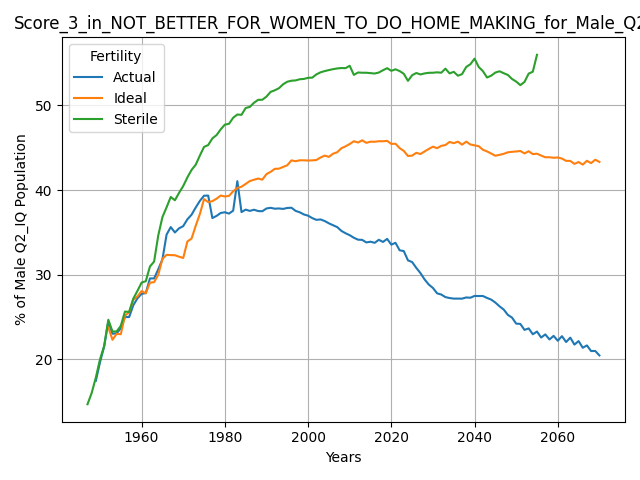 Score_3_in_NOT_BETTER_FOR_WOMEN_TO_DO_HOME_MAKING_for_Male_Q2
Fertility
Actual
Ideal
Sterile
% of Male Q2_IQ Population
50
40
30
20
1960 1980 2000 2020 2040 2060
Years